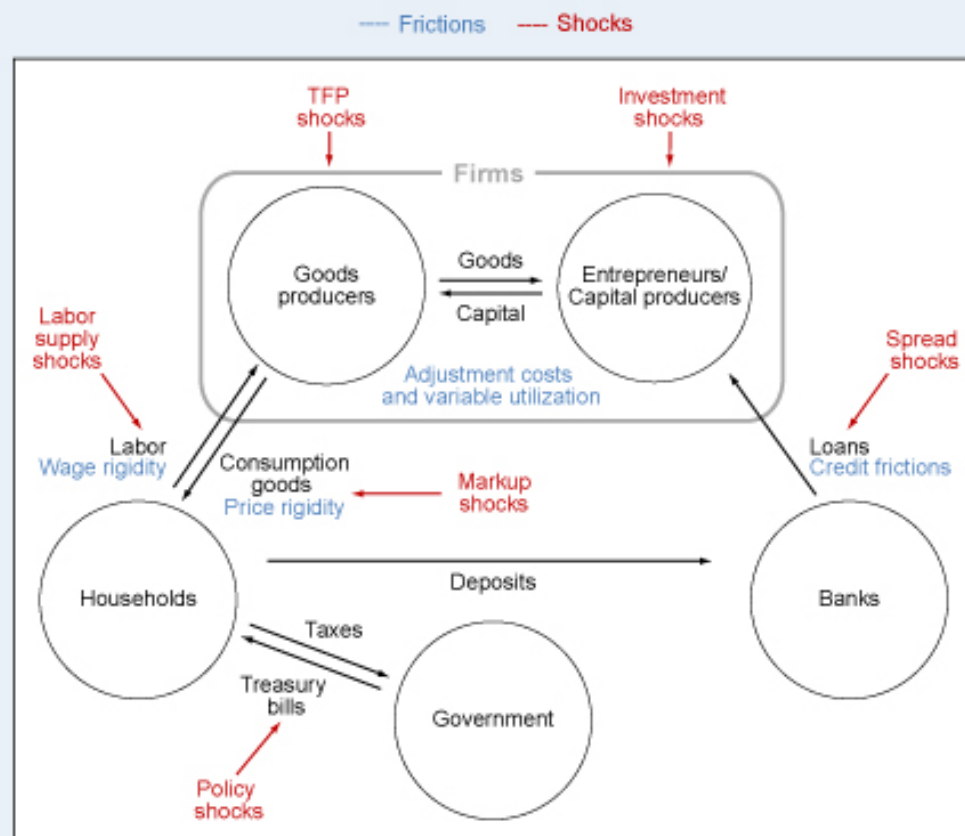 ---- Frictions ---- Shocks
TFP
shocks
Investment
shocks
Firms
Goods
producers
Goods
Capital
Entrepreneurs/
Capital producers
Adjustment costs
and variable utilization
Labor
supply
shocks
Spread
shocks
Labor
Wage rigidity
Consumption
goods
Price rigidity
Markup
shocks
Loans
Credit frictions
Households
Deposits
Banks
Taxes
Treasury
bills
Government
Policy
shocks